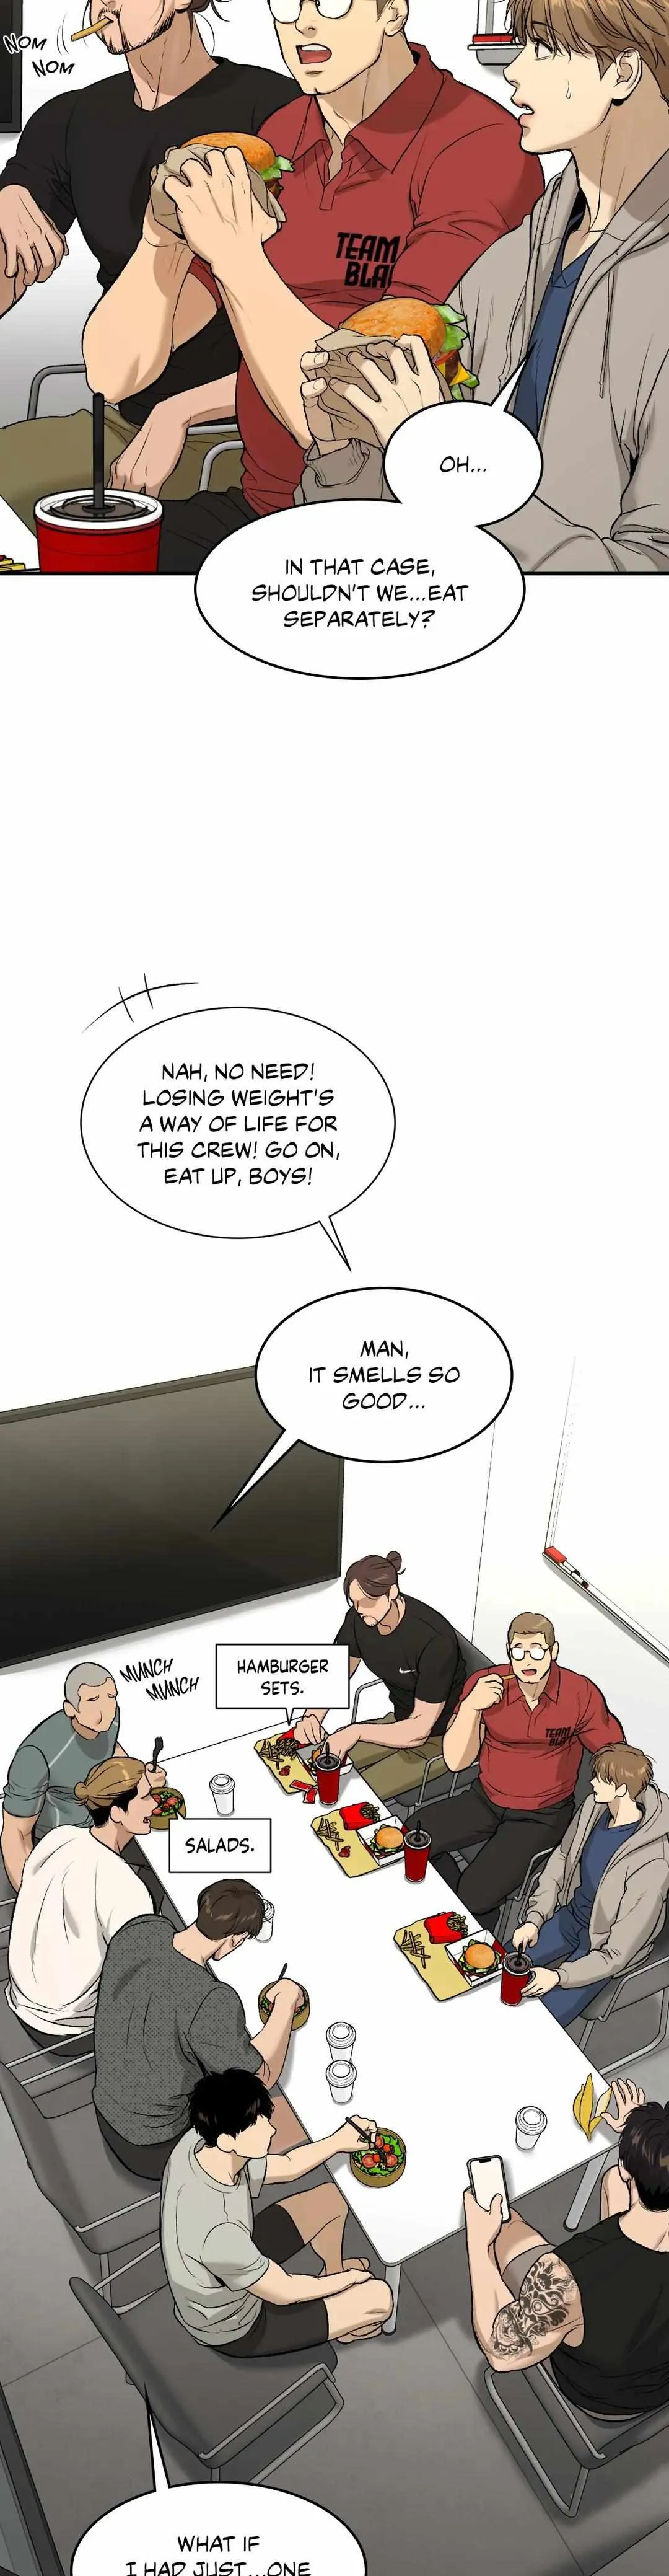 NOM
NOM
TEAM
BLA
OH...
IN THAT CASE,
SHOULDN'T WE...EAT
SEPARATELY?
NAH, NO NEED!
LOSING WEIGHT'S
A WAY OF LIFE FOR
THIS CREW! GO ON,
EAT UP, BOYS!
MAN,
IT SMELLS SO
GOOD...
MUNCH
MUNCH
HAMBURGER
SETS.
TEAM
BLA
SALADS.
WHAT IF
I HAD JUST...ONE